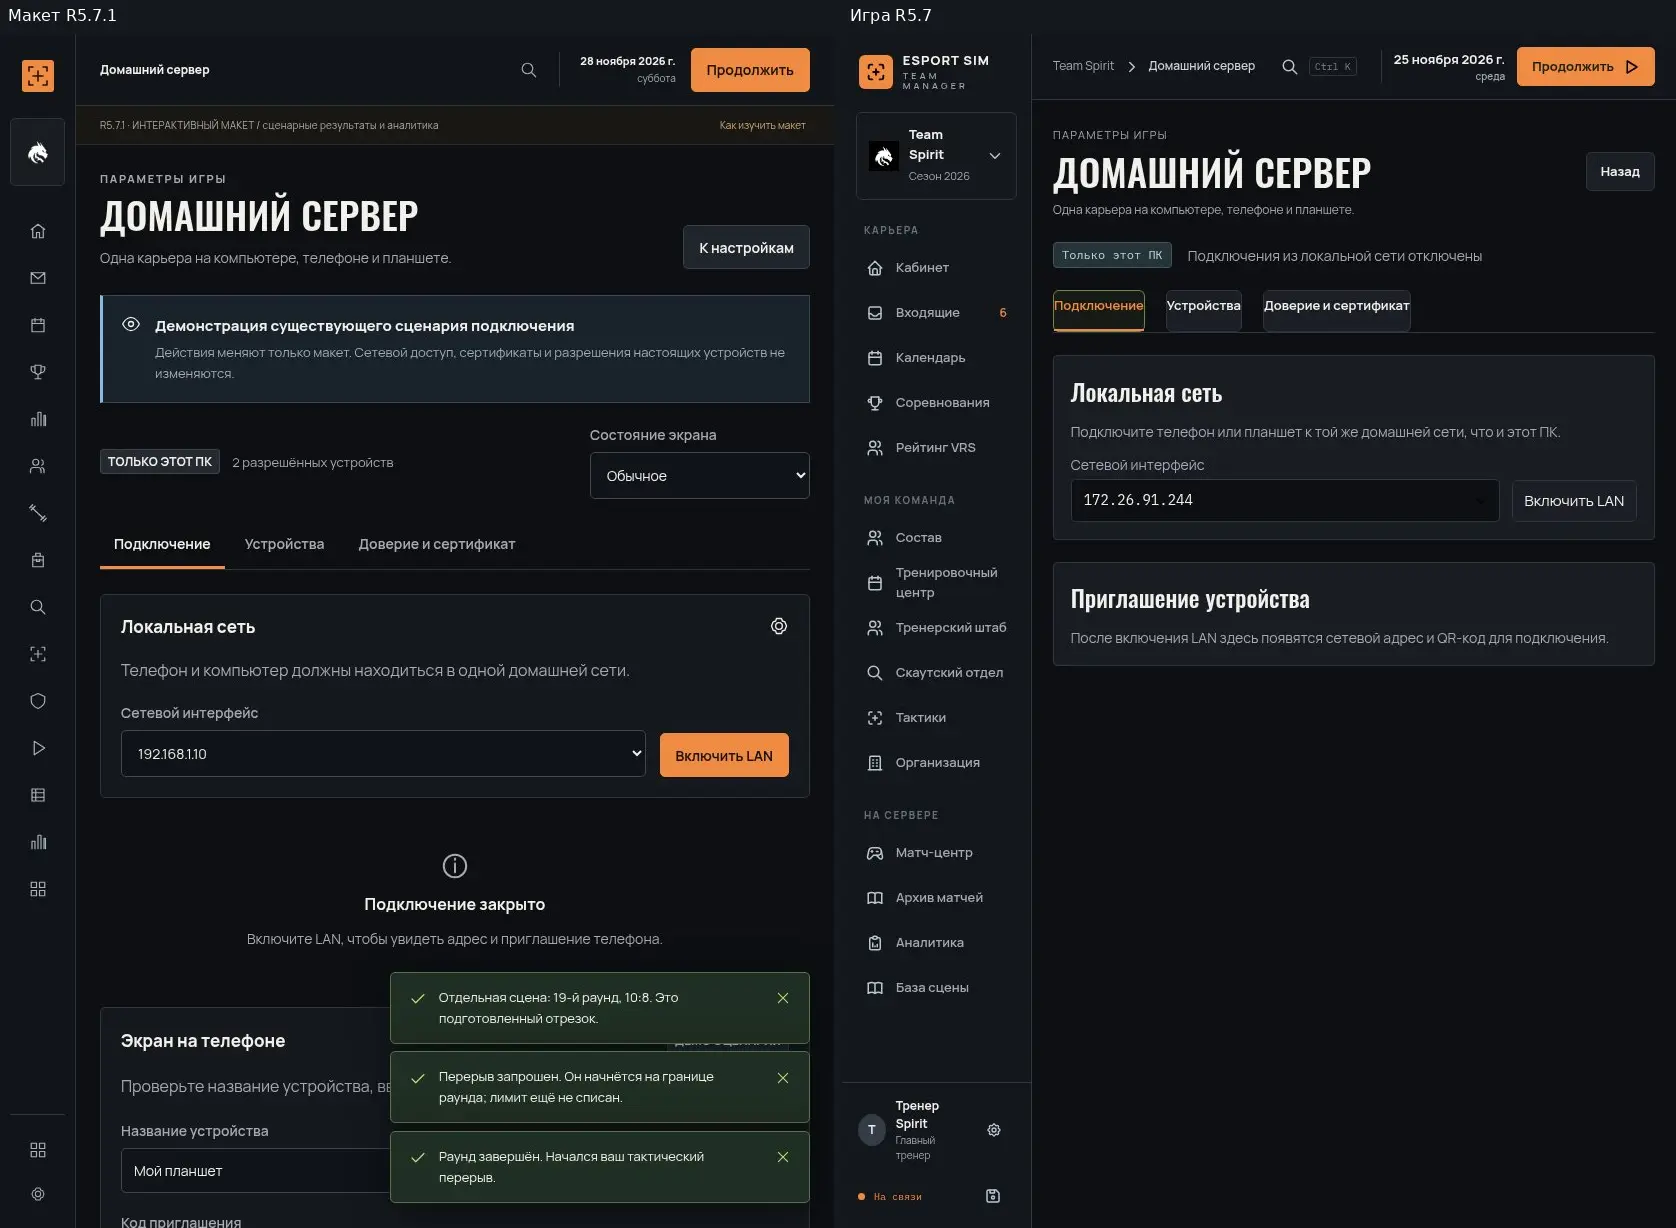 Макет R5.7.1
Домашний сервер
28 ноября 2026 г.
суббота
Продолжить
R5.7.1 · ИНТЕРАКТИВНЫЙ МАКЕТ / сценарные результаты и аналитика
Как изучить макет
ПАРАМЕТРЫ ИГРЫ
ДОМАШНИЙ СЕРВЕР
Одна карьера на компьютере, телефоне и планшете.
К настройкам
Демонстрация существующего сценария подключения
Действия меняют только макет. Сетевой доступ, сертификаты и разрешения настоящих устройств не
изменяются.
Состояние экрана
ТОЛЬКО ЭТОТ ПК
2 разрешённых устройств
Обычное
Подключение
Устройства
Доверие и сертификат
Локальная сеть
Телефон и компьютер должны находиться в одной домашней сети.
Сетевой интерфейс
192.168.1.10
Включить LAN
Подключение закрыто
Включите LAN, чтобы увидеть адрес и приглашение телефона.
Отдельная сцена: 19-й раунд, 10:8. Это
подготовленный отрезок.
Экран на телефоне
Перерыв запрошен. Он начнётся на границе
раунда; лимит ещё не списан.
Проверьте название устройства,
Название устройства
Раунд завершён. Начался ваш тактический
перерыв.
Мой планшет
Код приглашения
Игра R5.7
ESPORT SIM
TEAM
MANAGER
Team Spirit
Домашний сервер
Ctrl K
25 ноября 2026 г.
среда
Продолжить
Team
Spirit
Сезон 2026
КАРЬЕРА
Кабинет
Входящие
6
Календарь
Соревнования
Рейтинг VRS
МОЯ КОМАНДА
Состав
Тренировочный
центр
Тренерский штаб
Скаутский отдел
Тактики
Организация
НА СЕРВЕРЕ
Матч-центр
Архив матчей
Аналитика
База сцены
Т
Тренер
Spirit
Главный
тренер
На связи
ПАРАМЕТРЫ ИГРЫ
ДОМАШНИЙ СЕРВЕР
Назад
Одна карьера на компьютере, телефоне и планшете.
Только этот ПК
Подключения из локальной сети отключены
Подключение
Устройства
Доверие и сертификат
Локальная сеть
Подключите телефон или планшет к той же домашней сети, что и этот ПК.
Сетевой интерфейс
172.26.91.244
Включить LAN
Приглашение устройства
После включения LAN здесь появятся сетевой адрес и QR-код для подключения.